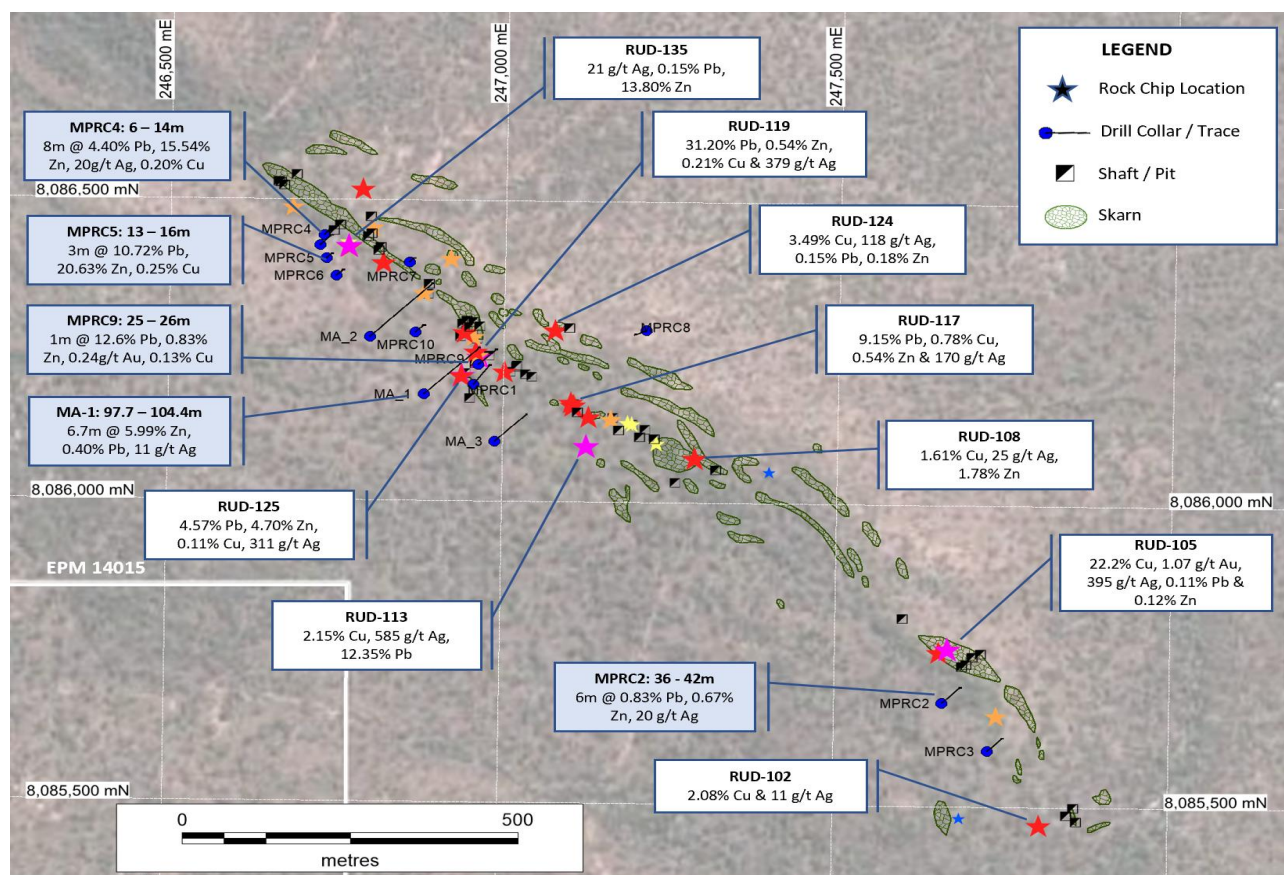 246,500 mE
247,000 mE
247,500 mE
LEGEND
Rock Chip Location
Drill Collar / Trace
Shaft / Pit
Skarn
RUD-135
21 g/t Ag, 0.15% Pb,
13.80% Zn
MPRC4: 6 – 14m
8m @ 4.40% Pb, 15.54%
Zn, 20g/t Ag, 0.20% Cu
RUD-119
31.20% Pb, 0.54% Zn,
0.21% Cu & 379 g/t Ag
8,086,500 mN
MPRC5: 13 – 16m
3m @ 10.72% Pb,
20.63% Zn, 0.25% Cu
RUD-124
3.49% Cu, 118 g/t Ag,
0.15% Pb, 0.18% Zn
MPRC4
MPRC5
MPRC6
MPRC7
MPRC9: 25 – 26m
1m @ 12.6% Pb, 0.83%
Zn, 0.24g/t Au, 0.13% Cu
MA_2
MPRC10
MPRC8
MPRC9
RUD-117
9.15% Pb, 0.78% Cu,
0.54% Zn & 170 g/t Ag
MA_1
MPRC1
MA-1: 97.7 – 104.4m
6.7m @ 5.99% Zn,
0.40% Pb, 11 g/t Ag
MA_3
RUD-108
1.61% Cu, 25 g/t Ag,
1.78% Zn
8,086,000 mN
8,086,000 mN
RUD-125
4.57% Pb, 4.70% Zn,
0.11% Cu, 311 g/t Ag
EPM 14015
RUD-105
22.2% Cu, 1.07 g/t Au,
395 g/t Ag, 0.11% Pb &
0.12% Zn
RUD-113
2.15% Cu, 585 g/t Ag,
12.35% Pb
MPRC2: 36 - 42m
6m @ 0.83% Pb, 0.67%
Zn, 20 g/t Ag
MPRC2
MPRC3
RUD-102
2.08% Cu & 11 g/t Ag
8,085,500 mN
8,085,500 mN
0
500
metres